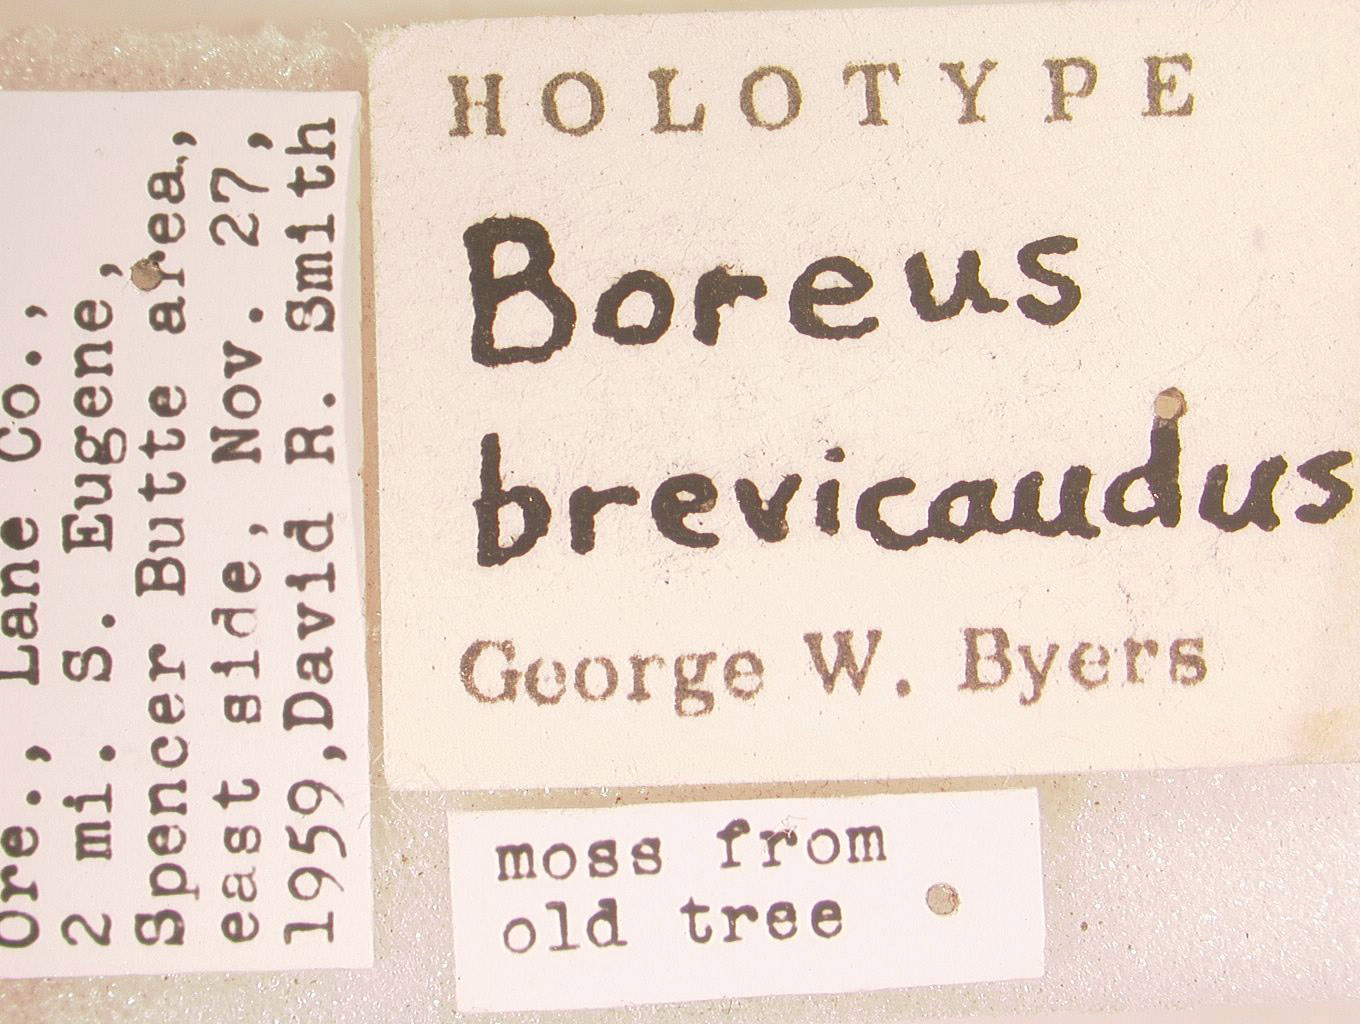 Ore., Lane Co.,
2 mi. S. Eugene,
Spencer Butte area,
east side, Nov. 27,
1959, David R. Smith
HOLOTYPE
Boreus
brevicaudus
George W. Byers
moss from
old tree